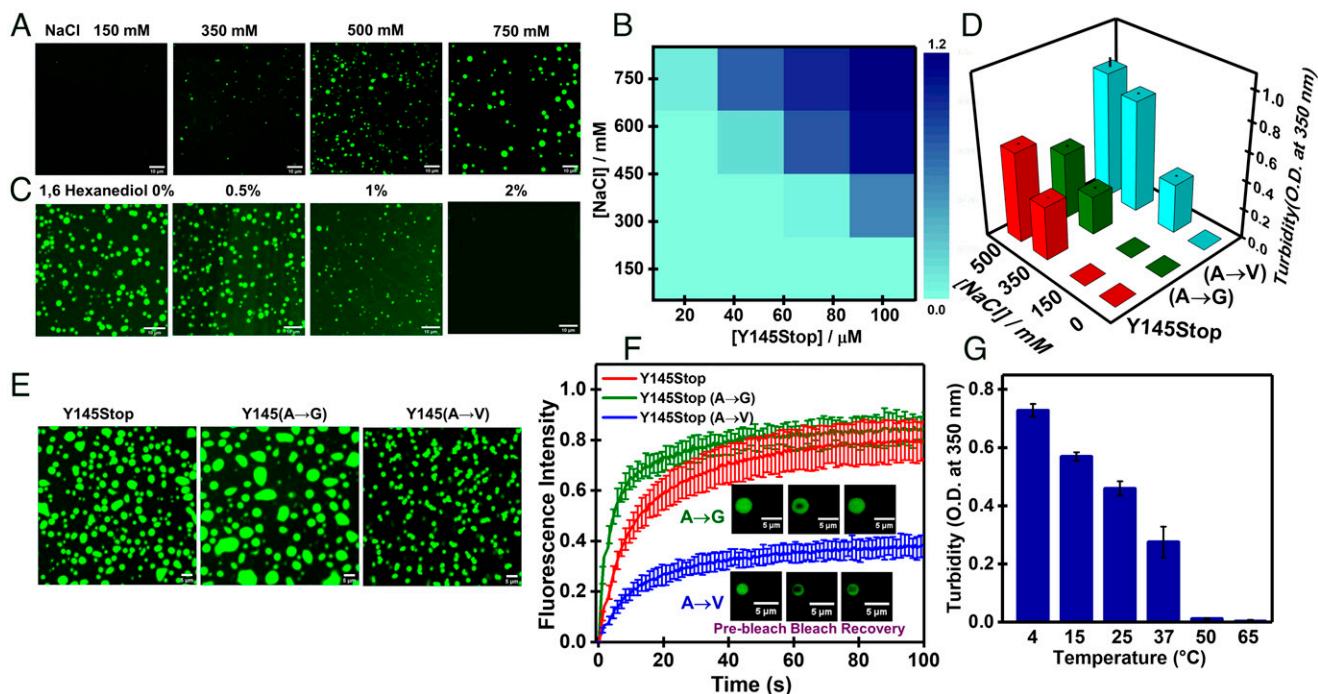 A
NaCl 150 mM 350 mM 500 mM 750 mM
10 µm 10 µm 10 µm 10 µm
C
1,6 Hexanediol 0% 0.5% 1% 2%
10 µm 10 µm 10 µm 10 µm
B
[NaCl] / mM
750
600
450
300
150
20 40 60 80 100
[Y145Stop] / µM
1.2
0.0
D
Turbidity(O.D. at 350 nm)
1.0
0.8
0.6
0.4
0.2
0.0
500
350
150
0
[NaCl] / mM
(A→V)
(A→G)
Y145Stop
E
Y145Stop Y145(A→G) Y145(A→V)
5 µm 5 µm 5 µm
F
Fluorescence Intensity
1.0
0.8
0.6
0.4
0.2
0.0
Y145Stop
Y145Stop (A→G)
Y145Stop (A→V)
A→G
5 µm 5 µm 5 µm
A→V
5 µm 5 µm 5 µm
Pre-bleach Bleach Recovery
0 20 40 60 80 100
Time (s)
G
Turbidity (O.D. at 350 nm)
0.8
0.6
0.4
0.2
0.0
4 15 25 37 50 65
Temperature (°C)